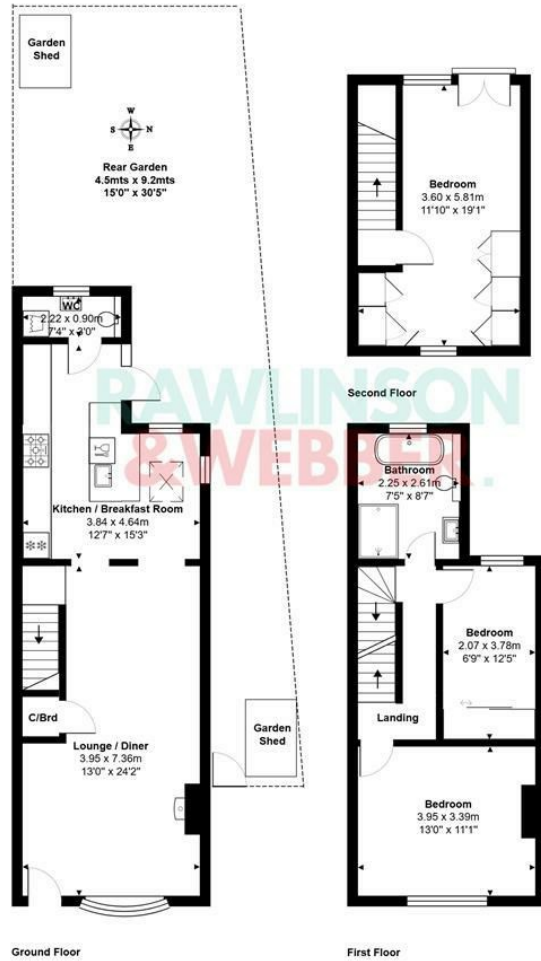 Garden
Shed
W
S N
E
Rear Garden
4.5mts x 9.2mts
15'0" x 30'5"
WC
2.22 x 0.90m
7'4" x 3'0"
Kitchen / Breakfast Room
3.84 x 4.64m
12'7" x 15'3"
C/Brd
Lounge / Diner
3.95 x 7.36m
13'0" x 24'2"
Garden
Shed
Ground Floor
Bedroom
3.60 x 5.81m
11'10" x 19'1"
Second Floor
RAWLINSON
&WEBBER.
Bathroom
2.25 x 2.61m
7'5" x 8'7"
Bedroom
2.07 x 3.78m
6'9" x 12'5"
Landing
Bedroom
3.95 x 3.39m
13'0" x 11'1"
First Floor